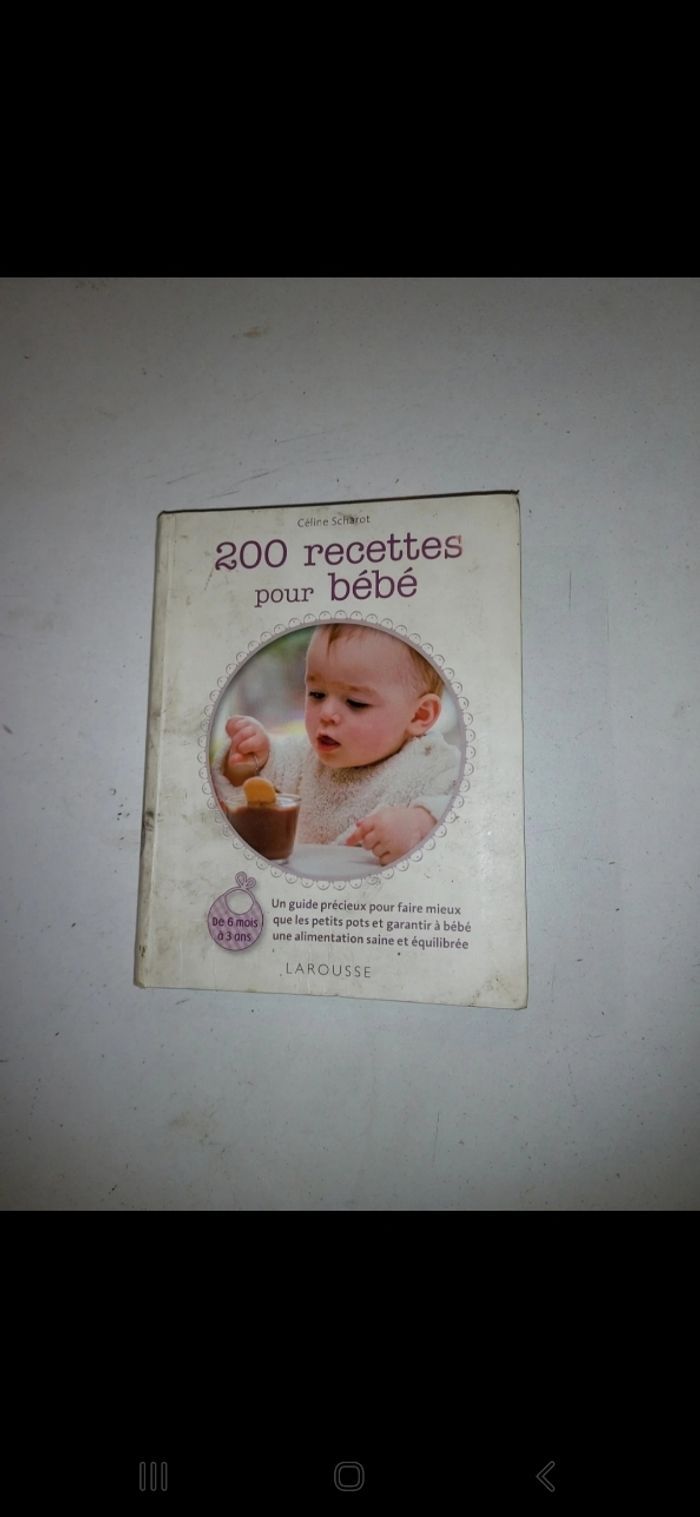 Céline Scharot
200 recettes
pour bébé
De 6 mois
à 3 ans
Un guide précieux pour faire mieux
que les petits pots et garantir à bébé
une alimentation saine et équilibrée
LAROUSSE